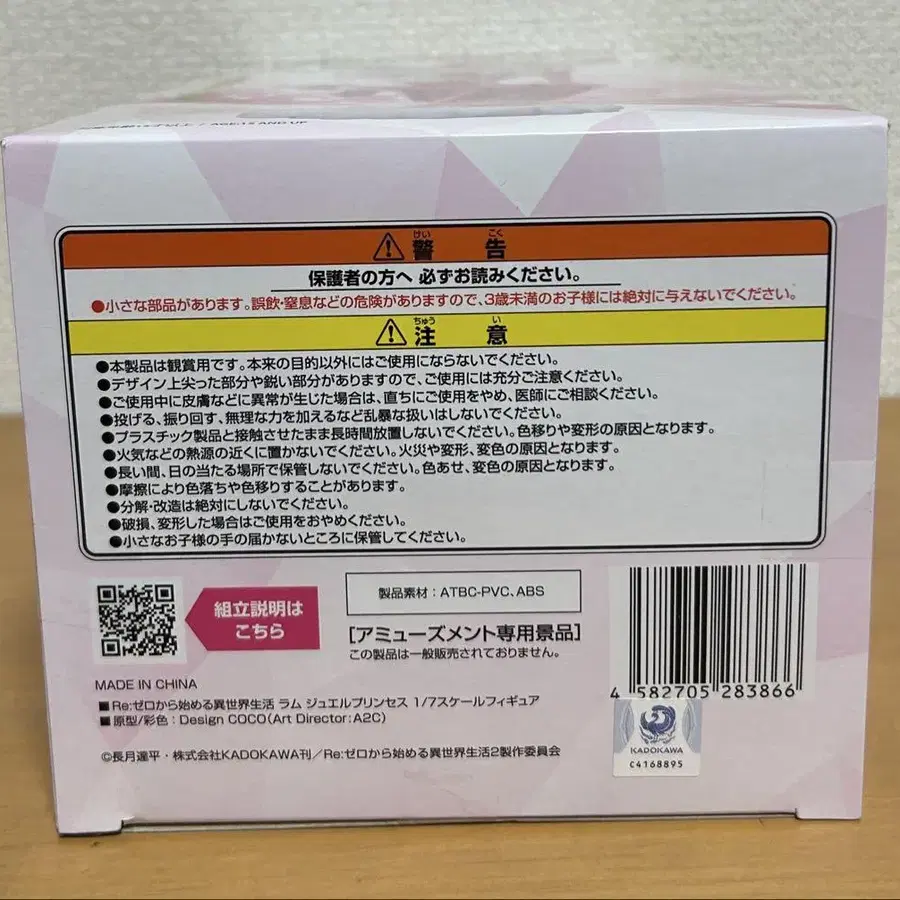 AGE 15 AND UP
けい こく
警 告
保護者の方へ 必ずお読みください。
●小さな部品があります。誤飲・窒息などの危険がありますので、3歳未満のお子様には絶対に与えないでください。
ちゅう い
注 意
●本製品は観賞用です。本来の目的以外にはご使用にならないでください。
●デザイン上尖った部分や鋭い部分がありますので、ご使用には充分ご注意ください。
●ご使用中に皮膚などに異常が生じた場合は、直ちにご使用をやめ、医師にご相談ください。
●投げる、振り回す、無理な力を加えるなど乱暴な扱いはしないでください。
●プラスチック製品と接触させたまま長時間放置しないでください。色移りや変形の原因となります。
●火気などの熱源の近くに置かないでください。火災や変形、変色の原因となります。
●長い間、日の当たる場所で保管しないでください。色あせ、変色の原因となります。
●摩擦により色落ちや色移りすることがあります。
●分解・改造は絶対にしないでください。
●破損、変形した場合はご使用をおやめください。
●小さなお子様の手の届かないところに保管してください。
組立説明は
こちら
製品素材：ATBC-PVC、ABS
[アミューズメント専用景品]
この製品は一般販売されておりません。
MADE IN CHINA
■Re:ゼロから始める異世界生活 ラム ジュエルプリンセス 1/7スケールフィギュア
■原型/彩色：Design COCO(Art Director:A2C)
©長月達平・株式会社KADOKAWA刊／Re:ゼロから始める異世界生活2製作委員会
4 582705 283866
KADOKAWA
C4168895